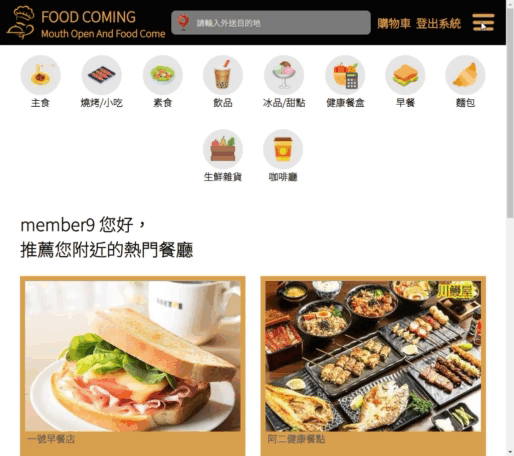 FOOD COMING
Mouth Open And Food Come
請輸入外送目的地
購物車 登出系統
主食 燒烤/小吃 素食 飲品 冰品/甜點 健康餐盒 早餐 麵包
生鮮雜貨 咖啡廳
member9 您好，
推薦您附近的熱門餐廳
川鰻屋
一號早餐店 阿二健康餐點